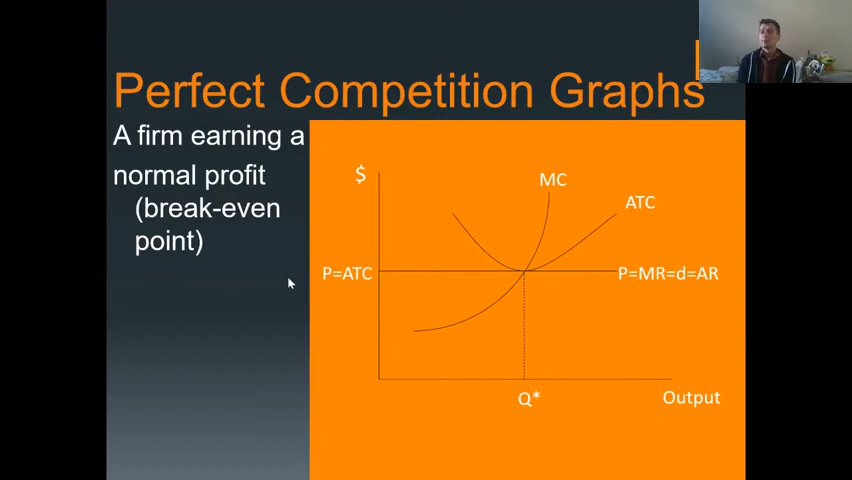 Perfect Competition Graphs
A firm earning a
normal profit
(break-even
point)
$
MC
ATC
P=ATC
P=MR=d=AR
Q*
Output